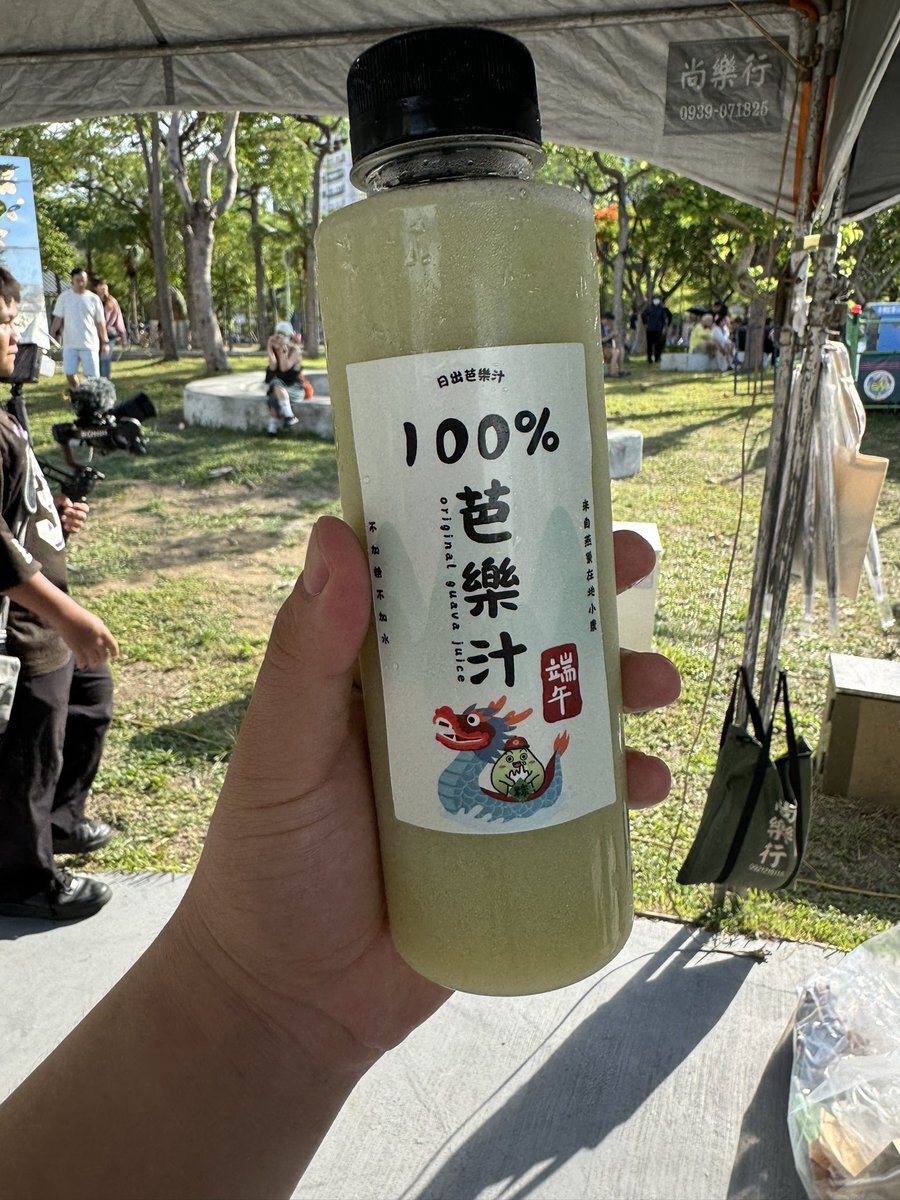 尚樂行
0939-071825
日出芭樂汁
100%
芭樂汁
original guava juice
來自燕巢在地小農
不加糖不加水
端午
尚樂行